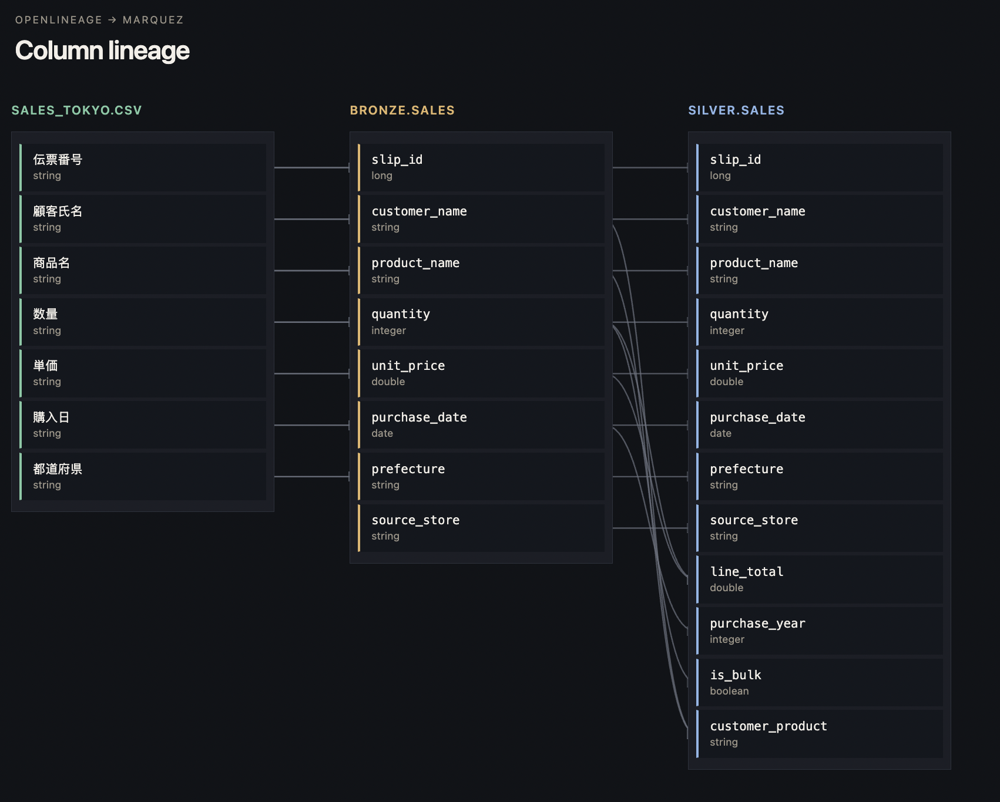 OPENLINEAGE → MARQUEZ
Column lineage
SALES_TOKYO.CSV
伝票番号
string
顧客氏名
string
商品名
string
数量
string
単価
string
購入日
string
都道府県
string
BRONZE.SALES
slip_id
long
customer_name
string
product_name
string
quantity
integer
unit_price
double
purchase_date
date
prefecture
string
source_store
string
SILVER.SALES
slip_id
long
customer_name
string
product_name
string
quantity
integer
unit_price
double
purchase_date
date
prefecture
string
source_store
string
line_total
double
purchase_year
integer
is_bulk
boolean
customer_product
string